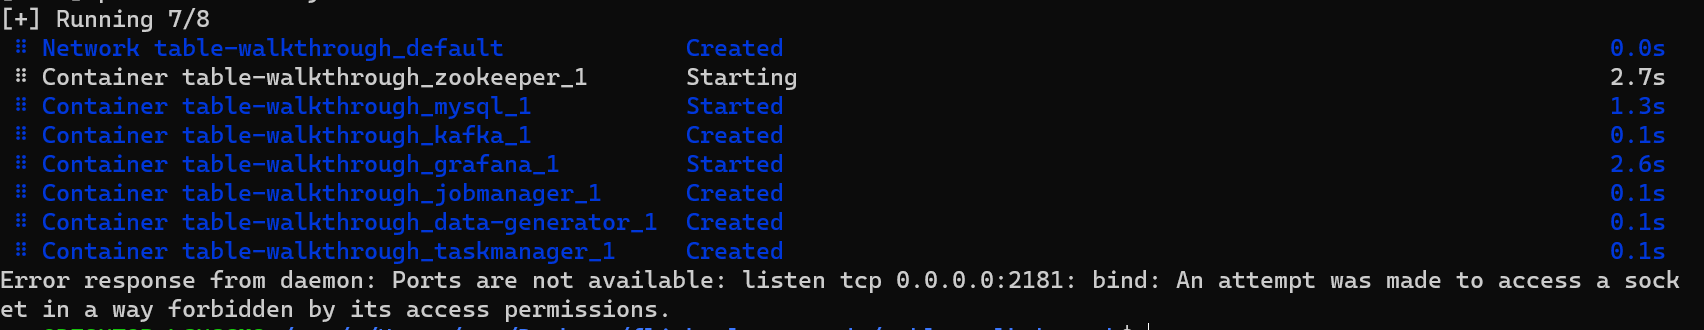 [+] Running 7/8
⠿ Network table-walkthrough_default Created 0.0s
⠿ Container table-walkthrough_zookeeper_1 Starting 2.7s
⠿ Container table-walkthrough_mysql_1 Started 1.3s
⠿ Container table-walkthrough_kafka_1 Created 0.1s
⠿ Container table-walkthrough_grafana_1 Started 2.6s
⠿ Container table-walkthrough_jobmanager_1 Created 0.1s
⠿ Container table-walkthrough_data-generator_1 Created 0.1s
⠿ Container table-walkthrough_taskmanager_1 Created 0.1s
Error response from daemon: Ports are not available: listen tcp 0.0.0.0:2181: bind: An attempt was made to access a sock
et in a way forbidden by its access permissions.